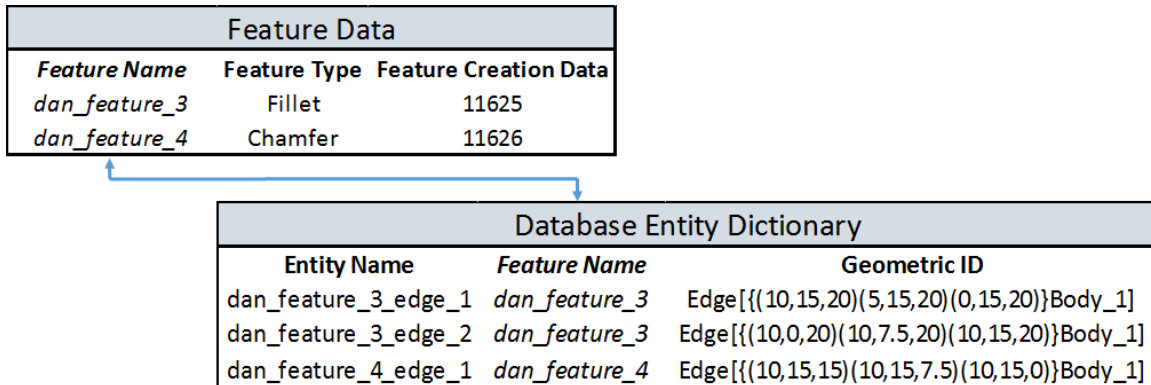 Feature Data
Feature Name Feature Type Feature Creation Data
dan_feature_3 Fillet 11625
dan_feature_4 Chamfer 11626
Database Entity Dictionary
Entity Name Feature Name Geometric ID
dan_feature_3_edge_1 dan_feature_3 Edge[{(10,15,20)(5,15,20)(0,15,20)}Body_1]
dan_feature_3_edge_2 dan_feature_3 Edge[{(10,0,20)(10,7.5,20)(10,15,20)}Body_1]
dan_feature_4_edge_1 dan_feature_4 Edge[{(10,15,15)(10,15,7.5)(10,15,0)}Body_1]